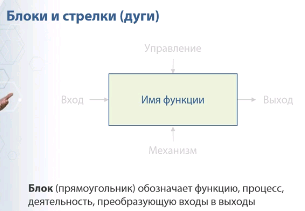 Блоки и стрелки (дуги)
Управление
Вход
Имя функции
Выход
Механизм
Блок (прямоугольник) обозначает функцию, процесс,
деятельность, преобразующую входы в выходы